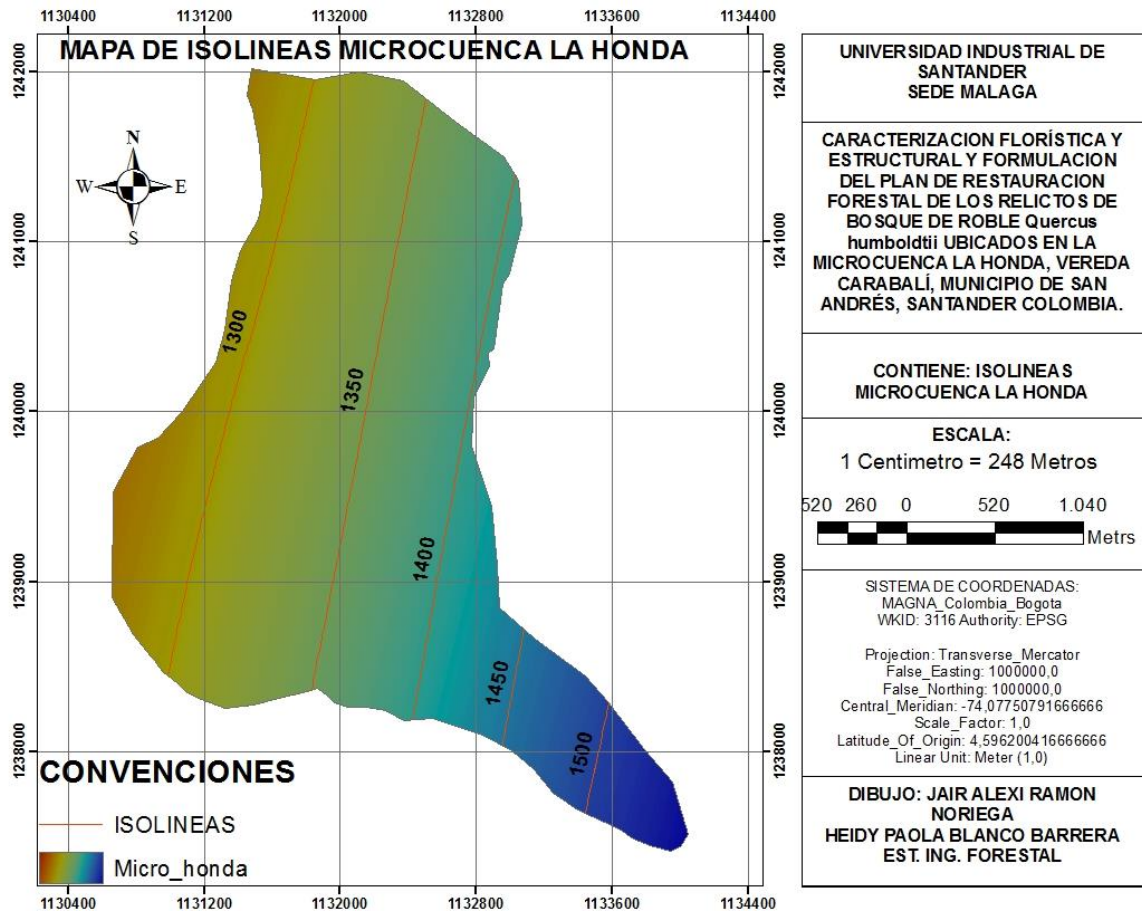 1130400 1131200 1132000 1132800 1133600 1134400
MAPA DE ISOLINEAS MICROCUENCA LA HONDA
1242000
1242000
N
W E
S
1241000
1241000
1300
1350
1240000
1240000
1400
1239000
1239000
1450
1500
1238000
1238000
CONVENCIONES
ISOLINEAS
Micro_honda
1130400 1131200 1132000 1132800 1133600 1134400
UNIVERSIDAD INDUSTRIAL DE
SANTANDER
SEDE MALAGA
CARACTERIZACION FLORÍSTICA Y
ESTRUCTURAL Y FORMULACION
DEL PLAN DE RESTAURACION
FORESTAL DE LOS RELICTOS DE
BOSQUE DE ROBLE Quercus
humboldtii UBICADOS EN LA
MICROCUENCA LA HONDA, VEREDA
CARABALÍ, MUNICIPIO DE SAN
ANDRÉS, SANTANDER COLOMBIA.
CONTIENE: ISOLINEAS
MICROCUENCA LA HONDA
ESCALA:
1 Centimetro = 248 Metros
520 260 0 520 1.040
Metrs
SISTEMA DE COORDENADAS:
MAGNA_Colombia_Bogota
WKID: 3116 Authority: EPSG
Projection: Transverse_Mercator
False_Easting: 1000000,0
False_Northing: 1000000,0
Central_Meridian: -74,07750791666666
Scale_Factor: 1,0
Latitude_Of_Origin: 4,596200416666666
Linear Unit: Meter (1,0)
DIBUJO: JAIR ALEXI RAMON
NORIEGA
HEIDY PAOLA BLANCO BARRERA
EST. ING. FORESTAL